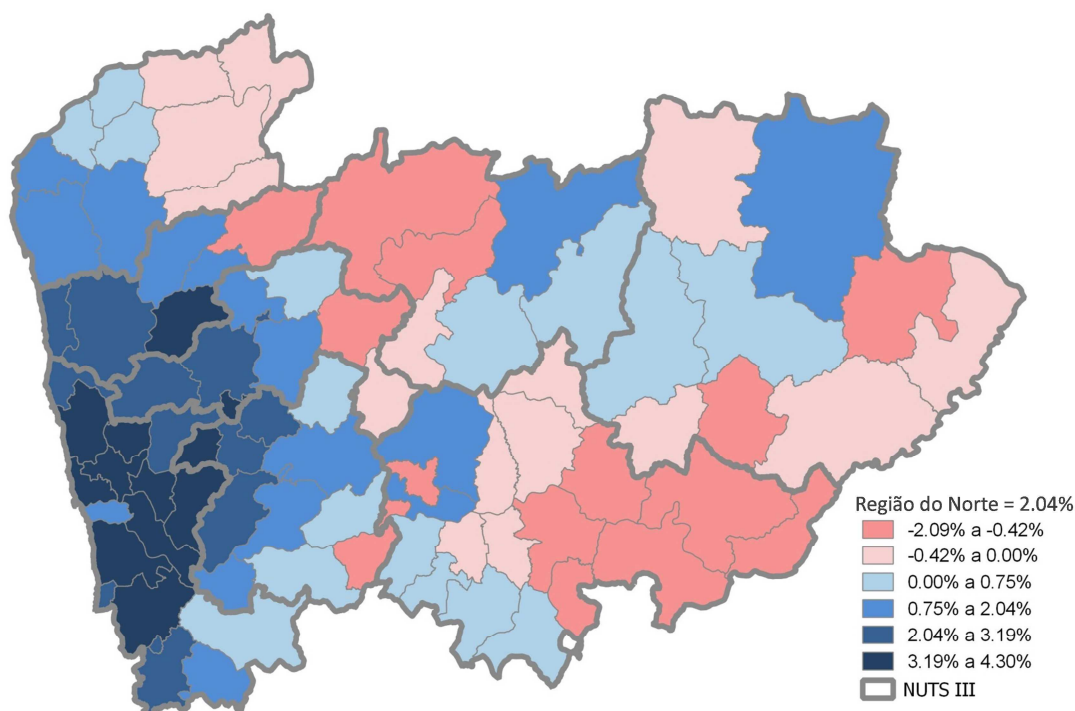 Região do Norte = 2.04%
-2.09% a -0.42%
-0.42% a 0.00%
0.00% a 0.75%
0.75% a 2.04%
2.04% a 3.19%
3.19% a 4.30%
NUTS III